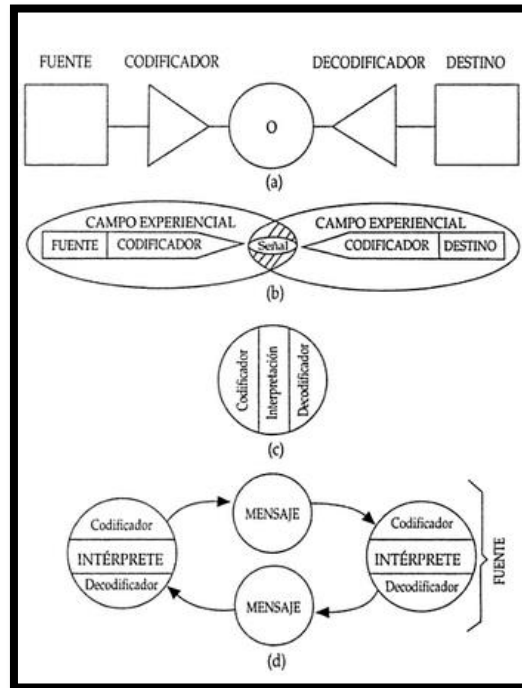 FUENTE CODIFICADOR DECODIFICADOR DESTINO
O
(a)
CAMPO EXPERIENCIAL CAMPO EXPERIENCIAL
FUENTE CODIFICADOR Señal CODIFICADOR DESTINO
(b)
Codificador
Interpretación
Decodificador
(c)
MENSAJE
Codificador
INTÉRPRETE
Decodificador
Codificador
INTÉRPRETE
Decodificador
FUENTE
MENSAJE
(d)